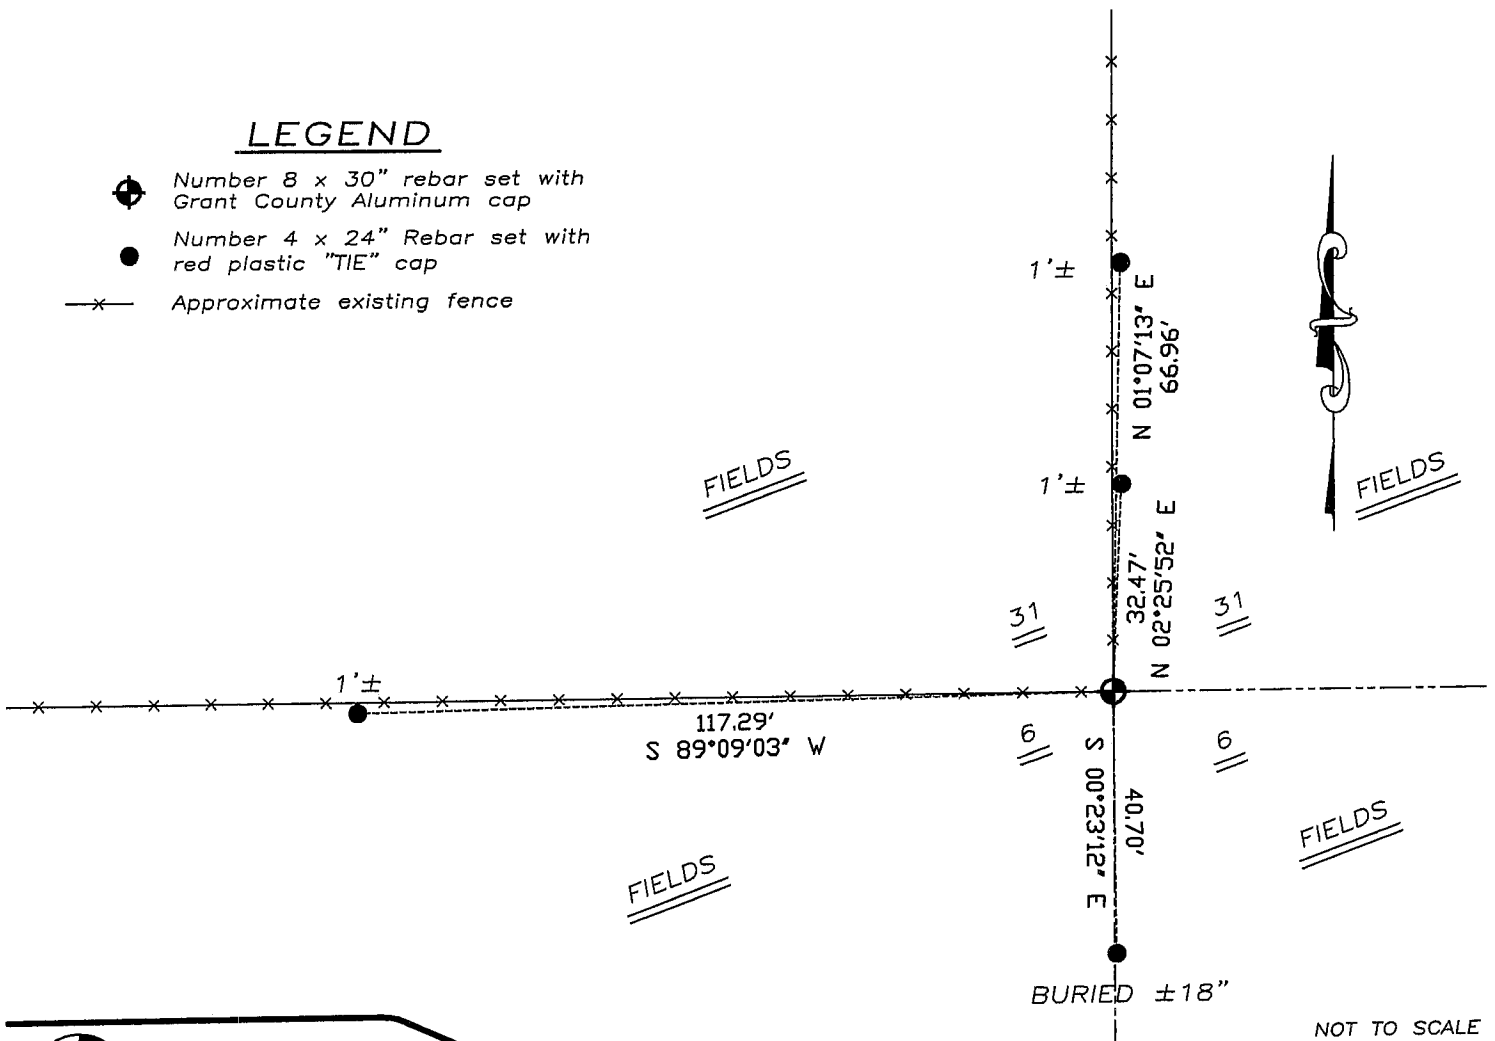 LEGEND
Number 8 x 30" rebar set with
Grant County Aluminum cap
Number 4 x 24" Rebar set with
red plastic "TIE" cap
Approximate existing fence
1'±
N 01°07'13" E
66.96'
FIELDS
FIELDS
1'±
32.47'
N 02°25'52" E
31
31
1'±
117.29'
S 89°09'03" W
6
6
S 00°23'12" E
40.70'
FIELDS
FIELDS
BURIED ±18"
NOT TO SCALE